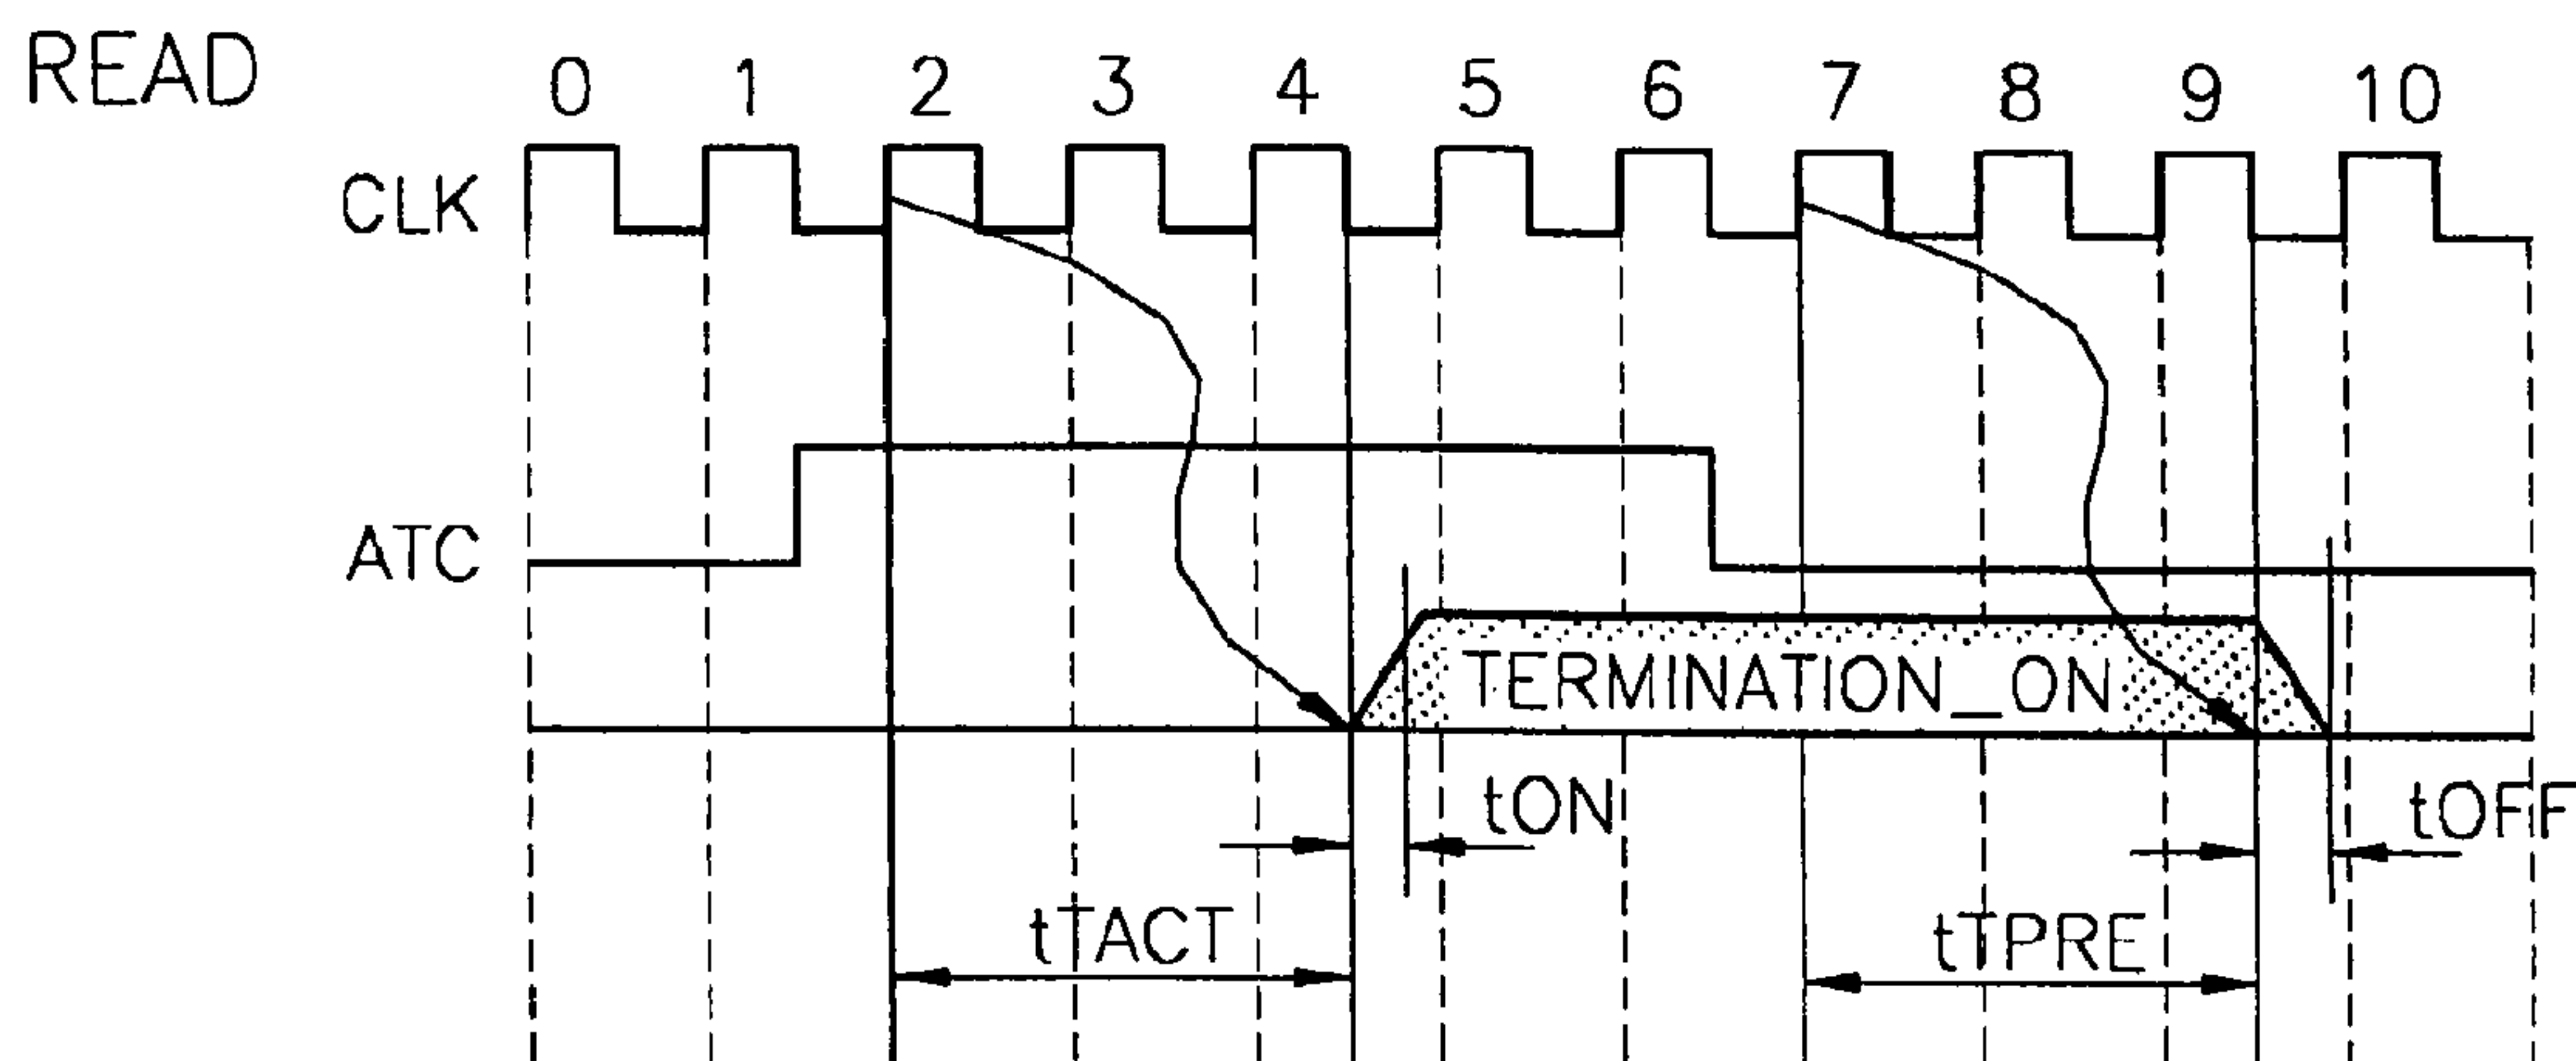 READ
0 1 2 3 4 5 6 7 8 9 10
CLK
ATC
TERMINATION_ON
tON
tOFF
tTACT
tTPRE